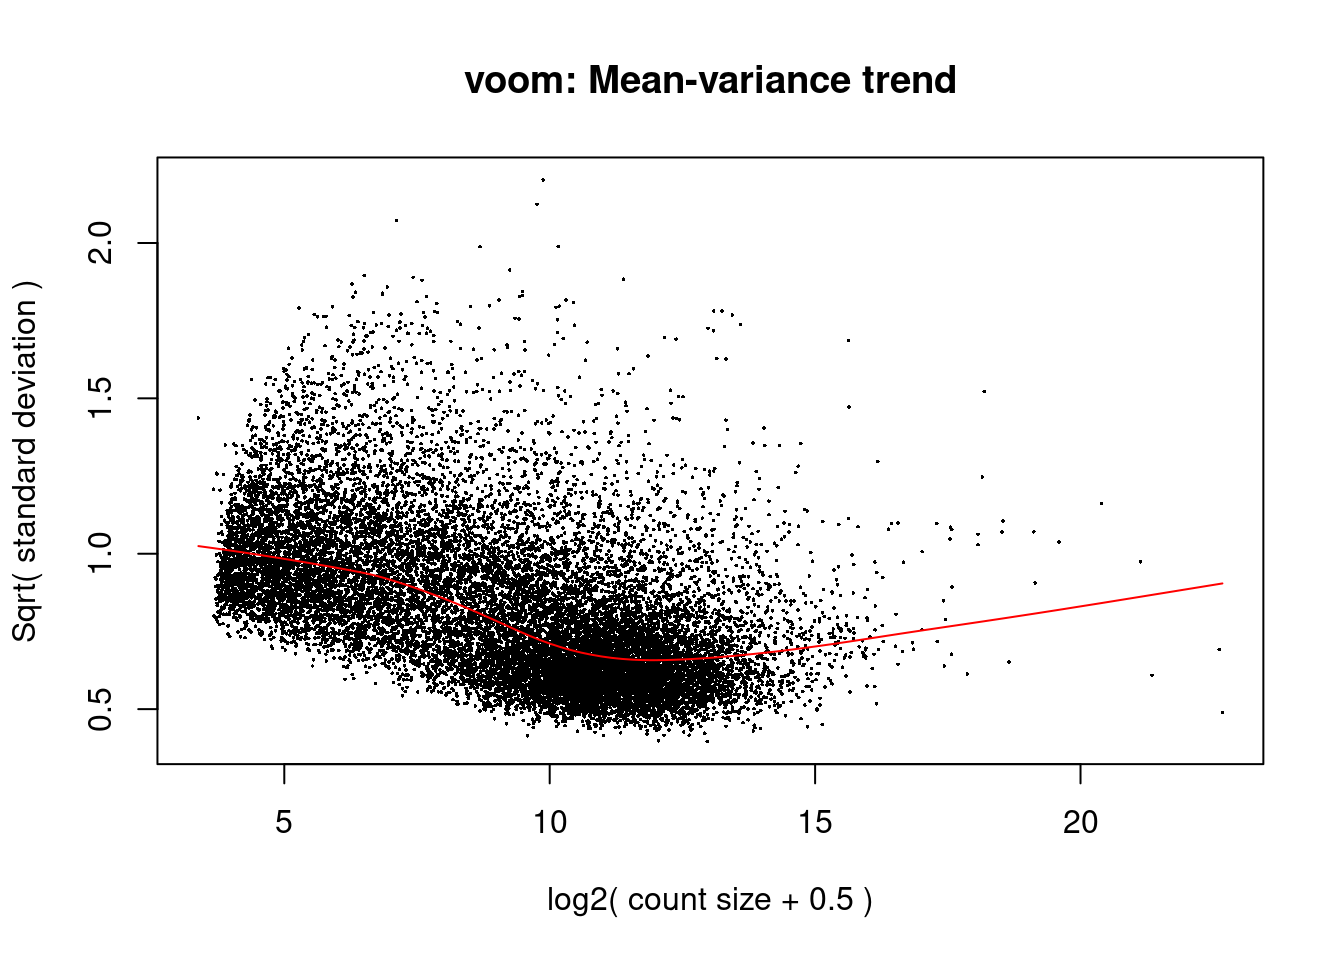 voom: Mean-variance trend
Sqrt( standard deviation )
2.0
1.5
1.0
0.5
5 10 15 20
log2( count size + 0.5 )